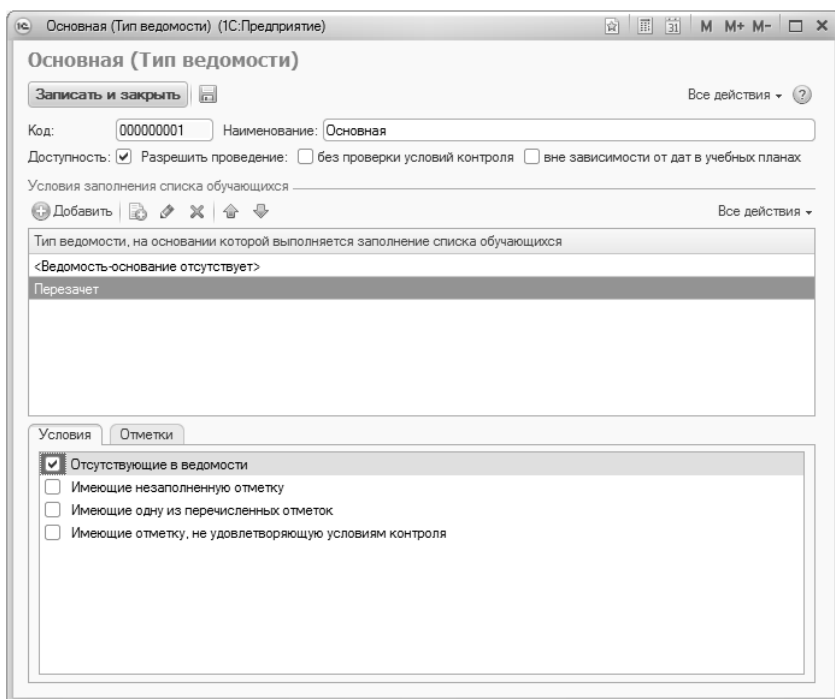 1С Основная (Тип ведомости) (1С:Предприятие) 31 M M+ M-
Основная (Тип ведомости)
Записать и закрыть Все действия ?
Код: 000000001 Наименование: Основная
Доступность: Разрешить проведение: без проверки условий контроля вне зависимости от дат в учебных планах
Условия заполнения списка обучающихся
Добавить Все действия
Тип ведомости, на основании которой выполняется заполнение списка обучающихся
<Ведомость-основание отсутствует>
Перезачет
Условия Отметки
Отсутствующие в ведомости
Имеющие незаполненную отметку
Имеющие одну из перечисленных отметок
Имеющие отметку, не удовлетворяющую условиям контроля